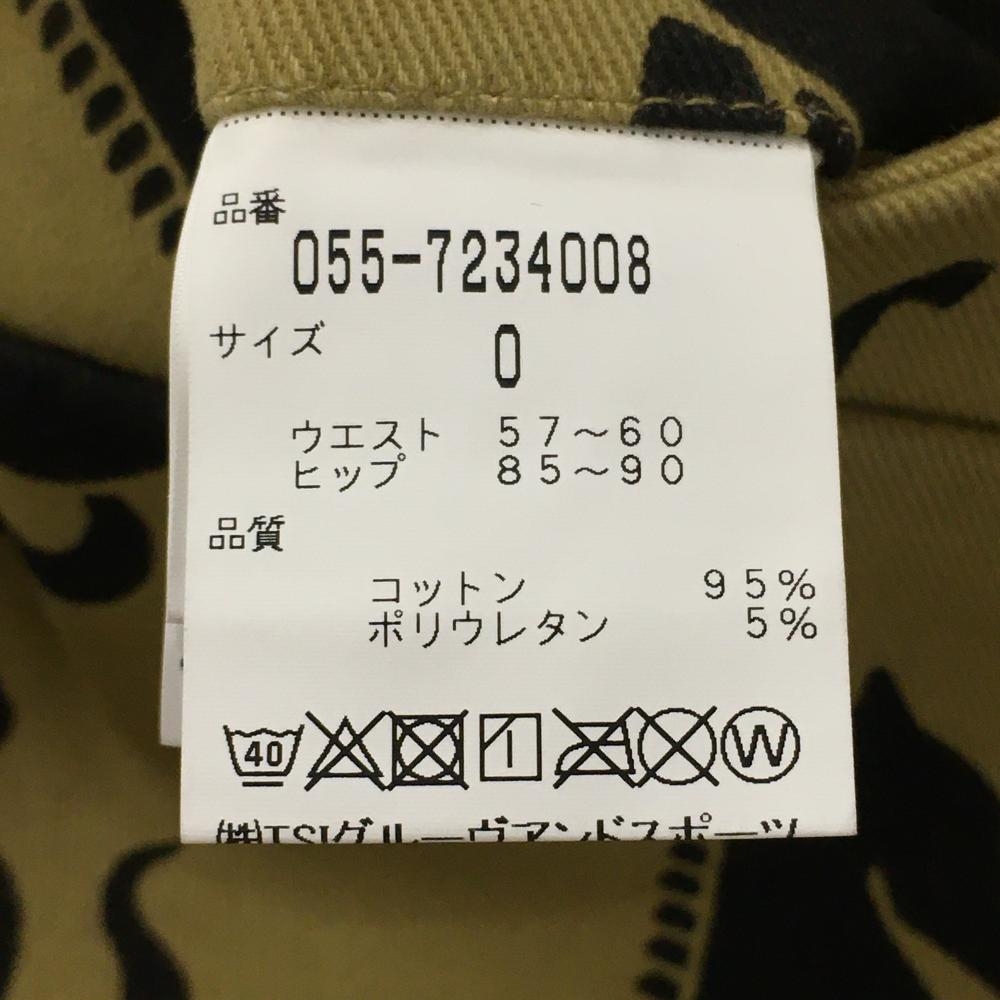 品番
055-7234008
サイズ 0
ウエスト 57～60
ヒップ 85～90
品質
コットン 95%
ポリウレタン 5%
40 W
㈱TSIグルーヴアンドスポーツ